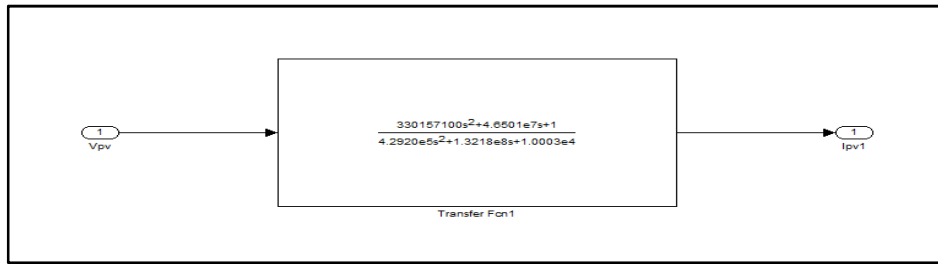 330157100s²+4.6501e7s+1
4.2920e5s²+1.3218e8s+1.0003e4
1
Vpv
1
Ipv1
Transfer Fcn1